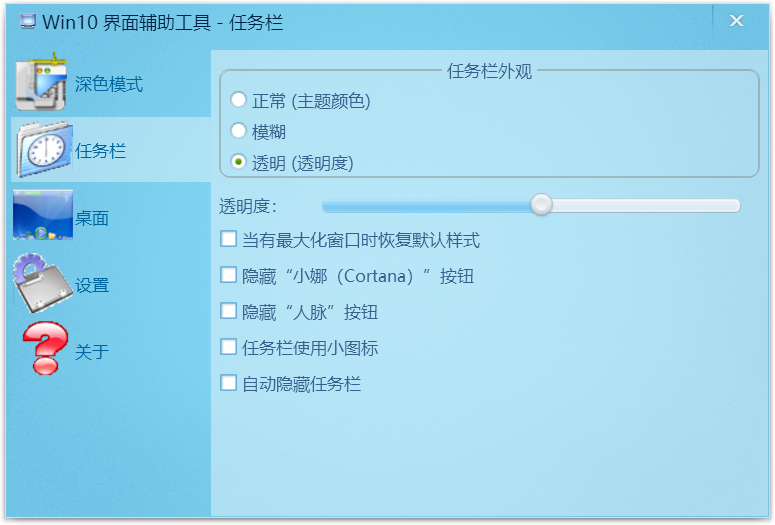 Win10 界面辅助工具 - 任务栏
深色模式
任务栏
桌面
设置
关于
任务栏外观
正常 (主题颜色)
模糊
透明 (透明度)
透明度：
当有最大化窗口时恢复默认样式
隐藏“小娜（Cortana）”按钮
隐藏“人脉”按钮
任务栏使用小图标
自动隐藏任务栏